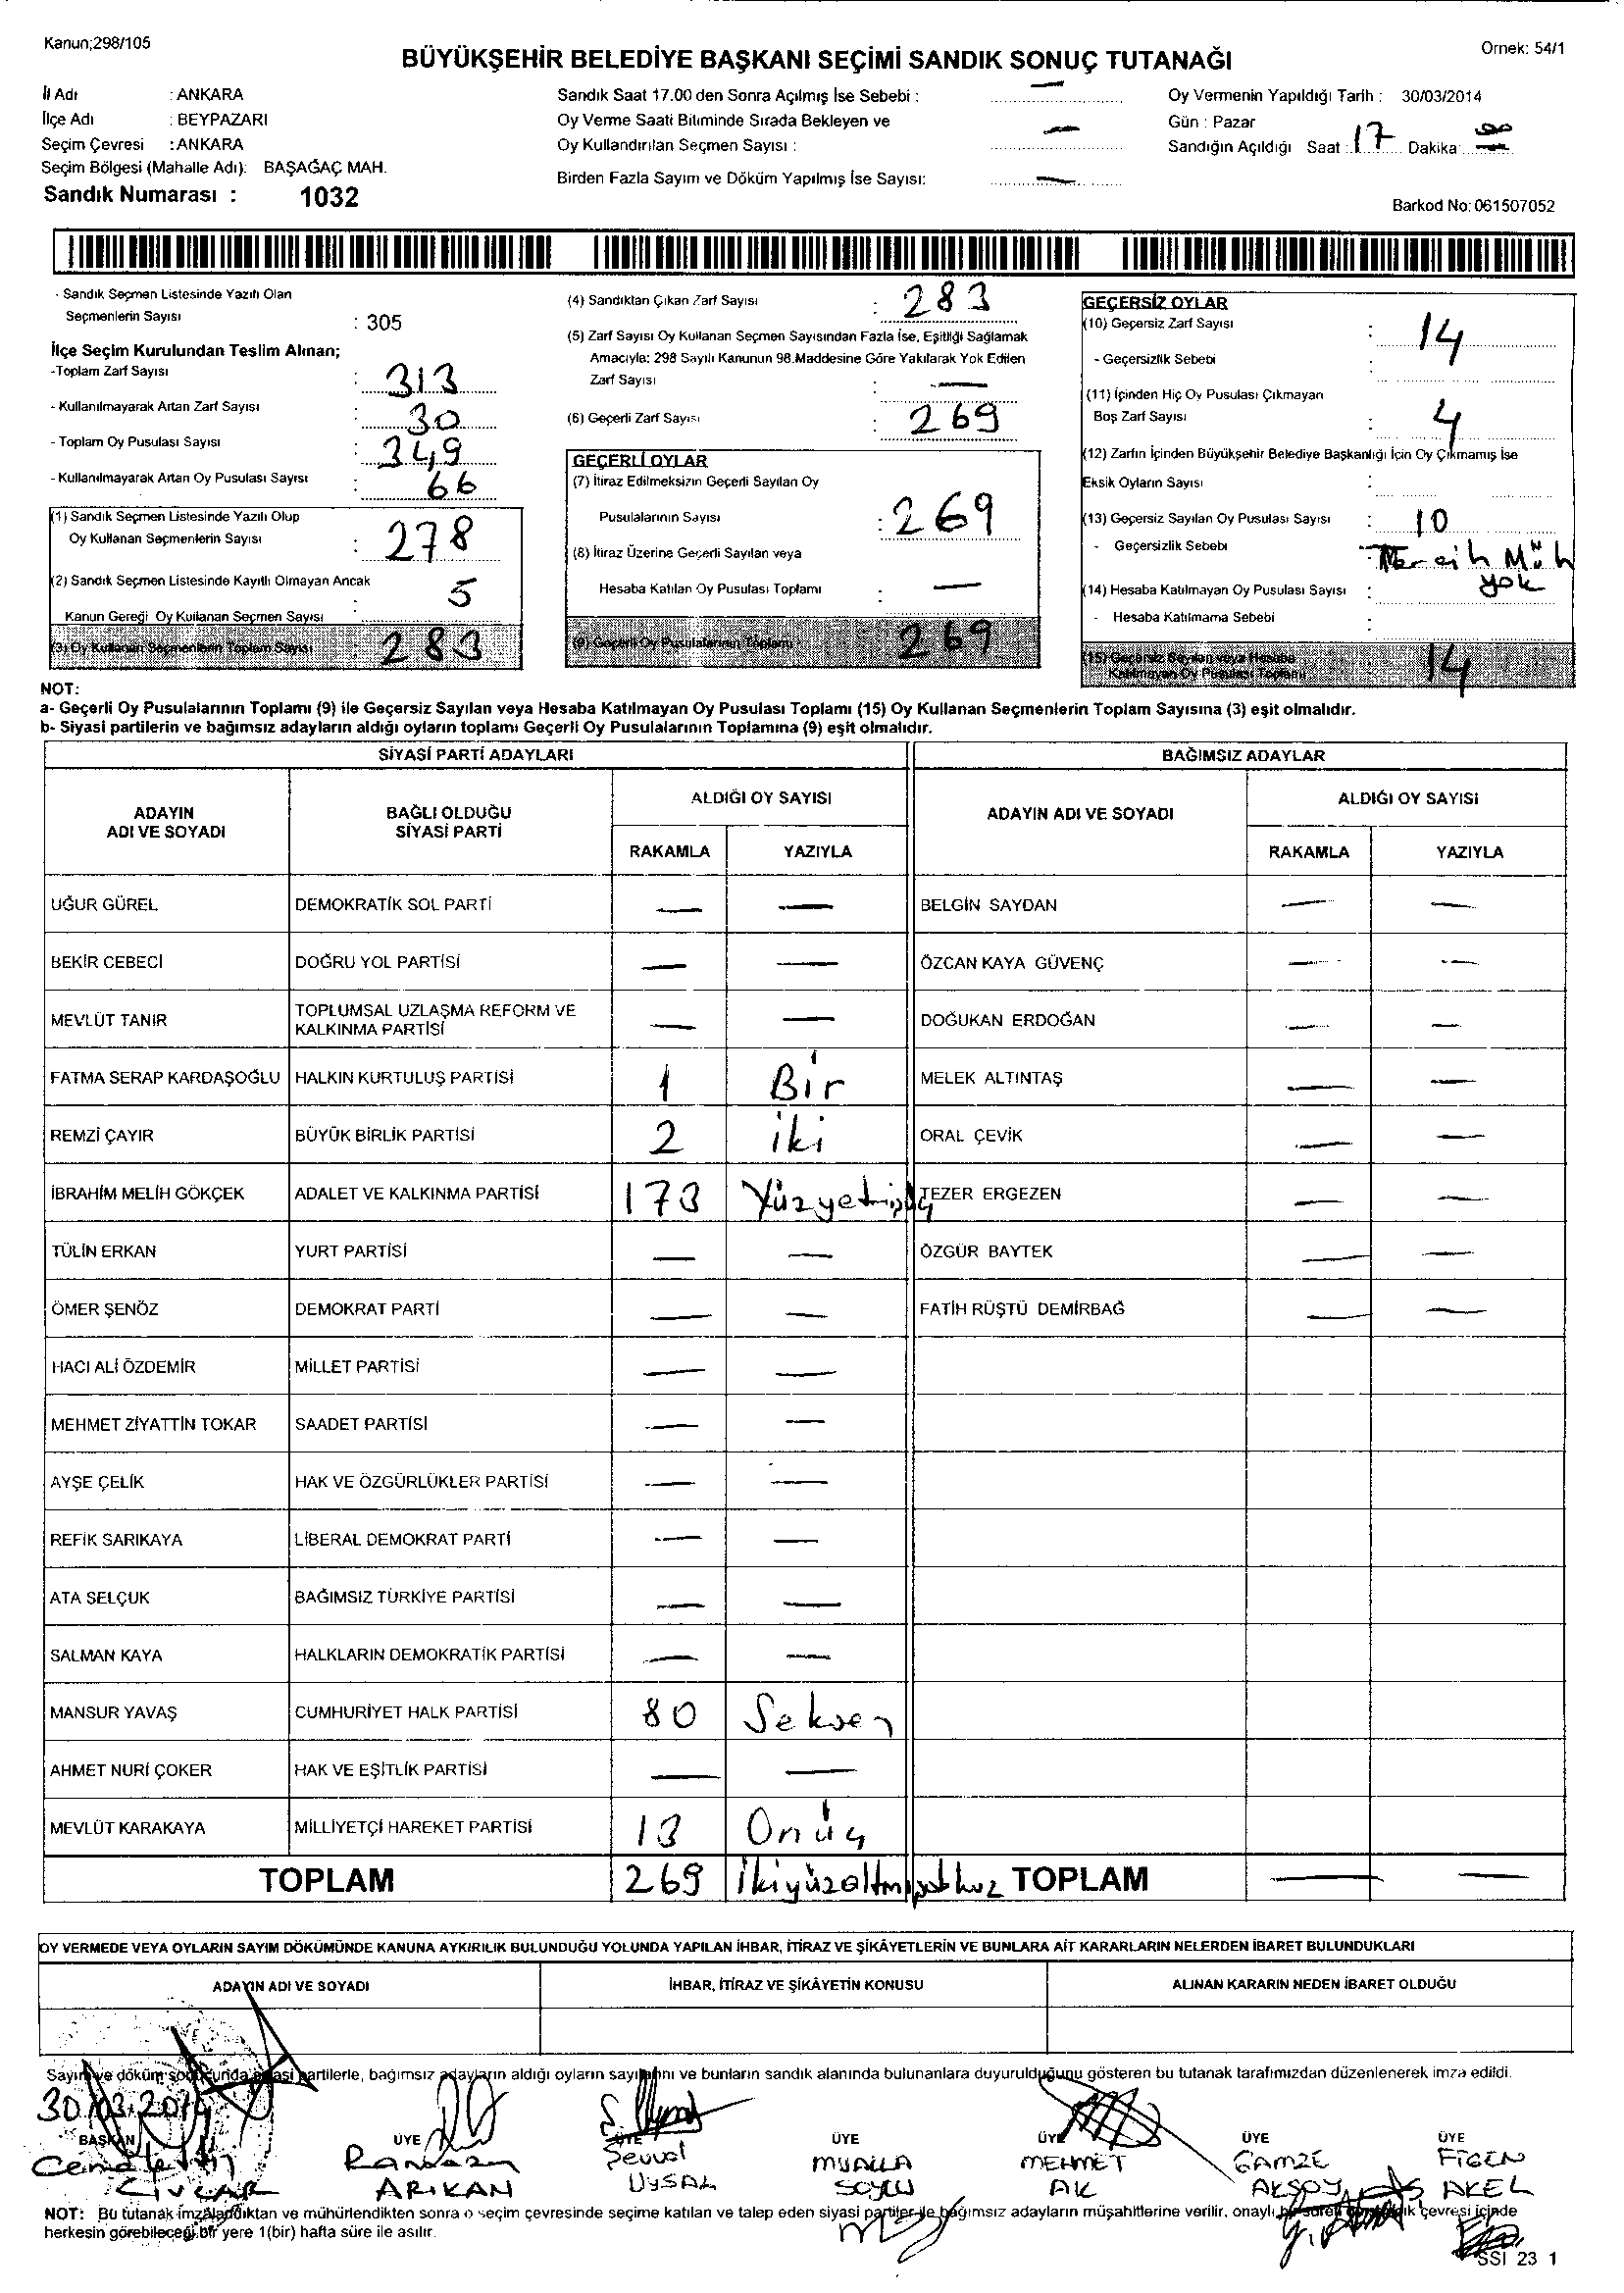 Kanun;298/105
Ornek: 54/1
BÜYÜKŞEHİR BELEDİYE BAŞKANI SEÇİMİ SANDIK SONUÇ TUTANAĞI
İl Adı : ANKARA
İlçe Adı : BEYPAZARI
Seçim Çevresi : ANKARA
Seçim Bölgesi (Mahalle Adı): BAŞAĞAÇ MAH.
Sandık Numarası : 1032
Sandık Saat 17.00 den Sonra Açılmış İse Sebebi : —
Oy Verme Saati Bitiminde Sırada Bekleyen ve
Oy Kullandırılan Seçmen Sayısı : —
Birden Fazla Sayım ve Döküm Yapılmış İse Sayısı: —
Oy Vermenin Yapıldığı Tarih : 30/03/2014
Gün : Pazar
Sandığın Açıldığı Saat : 17 Dakika : 00
Barkod No: 061507052
- Sandık Seçmen Listesinde Yazılı Olan
Seçmenlerin Sayısı : 305
İlçe Seçim Kurulundan Teslim Alınan;
-Toplam Zarf Sayısı : 313
- Kullanılmayarak Artan Zarf Sayısı : 30
- Toplam Oy Pusulası Sayısı : 349
- Kullanılmayarak Artan Oy Pusulası Sayısı : 66
(1) Sandık Seçmen Listesinde Yazılı Olup
Oy Kullanan Seçmenlerin Sayısı : 278
(2) Sandık Seçmen Listesinde Kayıtlı Olmayan Ancak
Kanun Gereği Oy Kullanan Seçmen Sayısı : 5
(3) Oy Kullanan Seçmenlerin Toplam Sayısı : 283
(4) Sandıktan Çıkan Zarf Sayısı : 283
(5) Zarf Sayısı Oy Kullanan Seçmen Sayısından Fazla İse, Eşitliği Sağlamak
Amacıyla: 298 Sayılı Kanunun 98.Maddesine Göre Yakılarak Yok Edilen
Zarf Sayısı : —
(6) Geçerli Zarf Sayısı : 269
GEÇERLİ OYLAR
(7) İtiraz Edilmeksizin Geçerli Sayılan Oy
Pusulalarının Sayısı : 269
(8) İtiraz Üzerine Geçerli Sayılan veya
Hesaba Katılan Oy Pusulası Toplamı : —
(9) Geçerli Oy Pusulalarının Toplamı : 269
GEÇERSİZ OYLAR
(10) Geçersiz Zarf Sayısı : 14
- Geçersizlik Sebebi :
(11) İçinden Hiç Oy Pusulası Çıkmayan
Boş Zarf Sayısı : 4
(12) Zarfın İçinden Büyükşehir Belediye Başkanlığı İçin Oy Çıkmamış İse
Eksik Oyların Sayısı :
(13) Geçersiz Sayılan Oy Pusulası Sayısı : 10
- Geçersizlik Sebebi : Tercih Müh
yok
(14) Hesaba Katılmayan Oy Pusulası Sayısı :
- Hesaba Katılmama Sebebi :
(15) Geçersiz Sayılan veya Hesaba
Katılmayan Oy Pusulası Toplamı 14
NOT:
a- Geçerli Oy Pusulalarının Toplamı (9) ile Geçersiz Sayılan veya Hesaba Katılmayan Oy Pusulası Toplamı (15) Oy Kullanan Seçmenlerin Toplam Sayısına (3) eşit olmalıdır.
b- Siyasi partilerin ve bağımsız adayların aldığı oyların toplamı Geçerli Oy Pusulalarının Toplamına (9) eşit olmalıdır.
SİYASİ PARTİ ADAYLARI BAĞIMSIZ ADAYLAR
ADAYIN
ADI VE SOYADI
BAĞLI OLDUĞU
SİYASİ PARTİ
ALDIĞI OY SAYISI
RAKAMLA YAZIYLA
ADAYIN ADI VE SOYADI
ALDIĞI OY SAYISI
RAKAMLA YAZIYLA
UĞUR GÜREL DEMOKRATİK SOL PARTİ — — BELGİN SAYDAN — —
BEKİR CEBECİ DOĞRU YOL PARTİSİ — — ÖZCAN KAYA GÜVENÇ — —
MEVLÜT TANIR TOPLUMSAL UZLAŞMA REFORM VE
KALKINMA PARTİSİ — — DOĞUKAN ERDOĞAN — —
FATMA SERAP KARDAŞOĞLU HALKIN KURTULUŞ PARTİSİ 1 Bir MELEK ALTINTAŞ — —
REMZİ ÇAYIR BÜYÜK BİRLİK PARTİSİ 2 iki ORAL ÇEVİK — —
İBRAHİM MELİH GÖKÇEK ADALET VE KALKINMA PARTİSİ 173 Yüzyetmişüç TEZER ERGEZEN — —
TÜLİN ERKAN YURT PARTİSİ — — ÖZGÜR BAYTEK — —
ÖMER ŞENÖZ DEMOKRAT PARTİ — — FATİH RÜŞTÜ DEMİRBAĞ — —
HACI ALİ ÖZDEMİR MİLLET PARTİSİ — —
MEHMET ZİYATTİN TOKAR SAADET PARTİSİ — —
AYŞE ÇELİK HAK VE ÖZGÜRLÜKLER PARTİSİ — —
REFİK SARIKAYA LİBERAL DEMOKRAT PARTİ — —
ATA SELÇUK BAĞIMSIZ TÜRKİYE PARTİSİ — —
SALMAN KAYA HALKLARIN DEMOKRATİK PARTİSİ — —
MANSUR YAVAŞ CUMHURİYET HALK PARTİSİ 80 Seksen
AHMET NURİ ÇOKER HAK VE EŞİTLİK PARTİSİ — —
MEVLÜT KARAKAYA MİLLİYETÇİ HAREKET PARTİSİ 13 Onüç
TOPLAM 269 İkiyüzaltmışdokuz TOPLAM — —
OY VERMEDE VEYA OYLARIN SAYIM DÖKÜMÜNDE KANUNA AYKIRILIK BULUNDUĞU YOLUNDA YAPILAN İHBAR, İTİRAZ VE ŞİKÂYETLERİN VE BUNLARA AİT KARARLARIN NELERDEN İBARET BULUNDUKLARI
ADAYIN ADI VE SOYADI İHBAR, İTİRAZ VE ŞİKÂYETİN KONUSU ALINAN KARARIN NEDEN İBARET OLDUĞU
Sayım ve döküm sonucunda siyasi partilerle, bağımsız adayların aldığı oyların sayılarını ve bunların sandık alanında bulunanlara duyurulduğunu gösteren bu tutanak tarafımızdan düzenlenerek imza edildi.
30/03/2014
BAŞKAN ÜYE ÜYE ÜYE ÜYE ÜYE ÜYE
Cemalettin Ramazan Sevval MUALLA MEHMET GAMZE FİGEN
CİVCAR ARIKAN UYSAL SOYLU AK AKSOY AKEL
NOT: Bu tutanak imzalandıktan ve mühürlendikten sonra o seçim çevresinde seçime katılan ve talep eden siyasi partiler ile bağımsız adayların müşahitlerine verilir, onaylı bir sureti de sandık çevresi içinde
herkesin görebileceği bir yere 1(bir) hafta süre ile asılır.
SSI 23 1